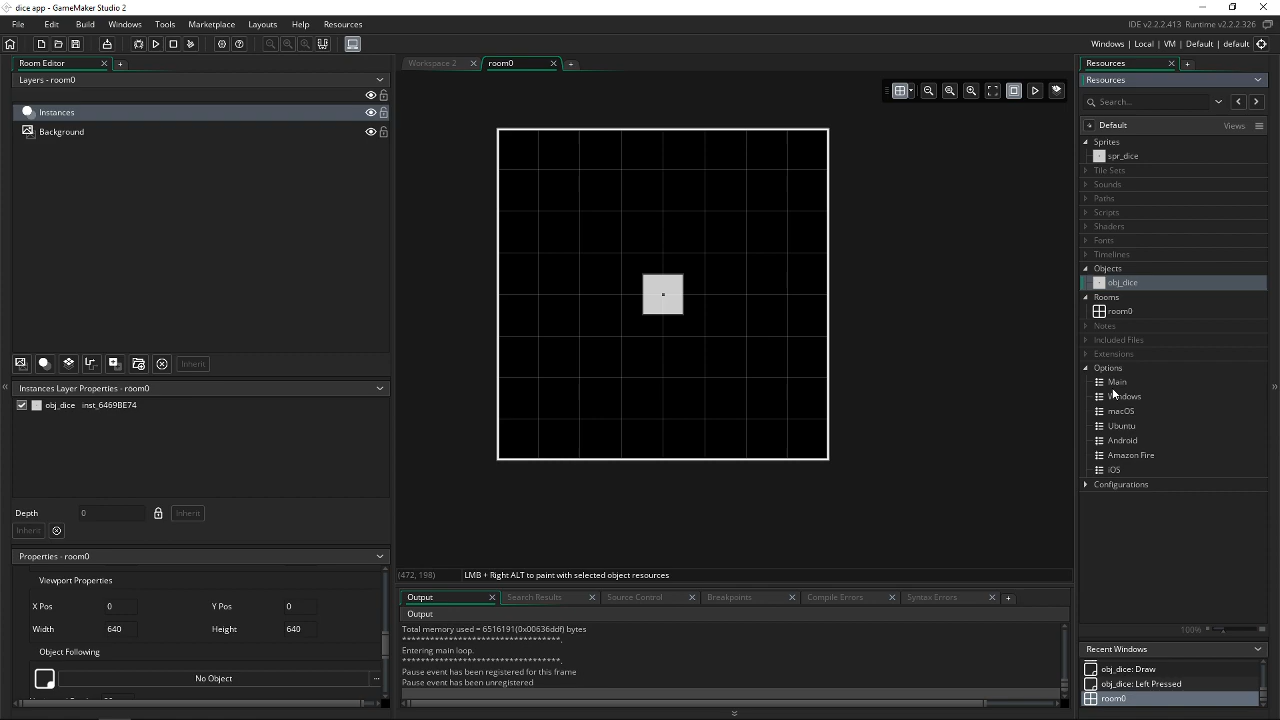 dice app - GameMaker Studio 2
File Edit Build Windows Tools Marketplace Layouts Help Resources
IDE v2.2.2.413 Runtime v2.2.2.326
Windows | Local | VM | Default | default
Room Editor
Layers - room0
Instances
Background
Inherit
Instances Layer Properties - room0
obj_dice inst_6469BE74
Depth 0 Inherit
Inherit
Properties - room0
Viewport Properties
X Pos 0 Y Pos 0
Width 640 Height 640
Object Following
No Object
Workspace 2 room0
(472, 198) LMB + Right ALT to paint with selected object resources
Output Search Results Source Control Breakpoints Compile Errors Syntax Errors
Output
Total memory used = 6516191(0x00636ddf) bytes
**********************************.
Entering main loop.
**********************************.
Pause event has been registered for this frame
Pause event has been unregistered
Resources
Resources
Search...
Default Views
Sprites
spr_dice
Tile Sets
Sounds
Paths
Scripts
Shaders
Fonts
Timelines
Objects
obj_dice
Rooms
room0
Notes
Included Files
Extensions
Options
Main
Windows
macOS
Ubuntu
Android
Amazon Fire
iOS
Configurations
100%
Recent Windows
obj_dice: Draw
obj_dice: Left Pressed
room0